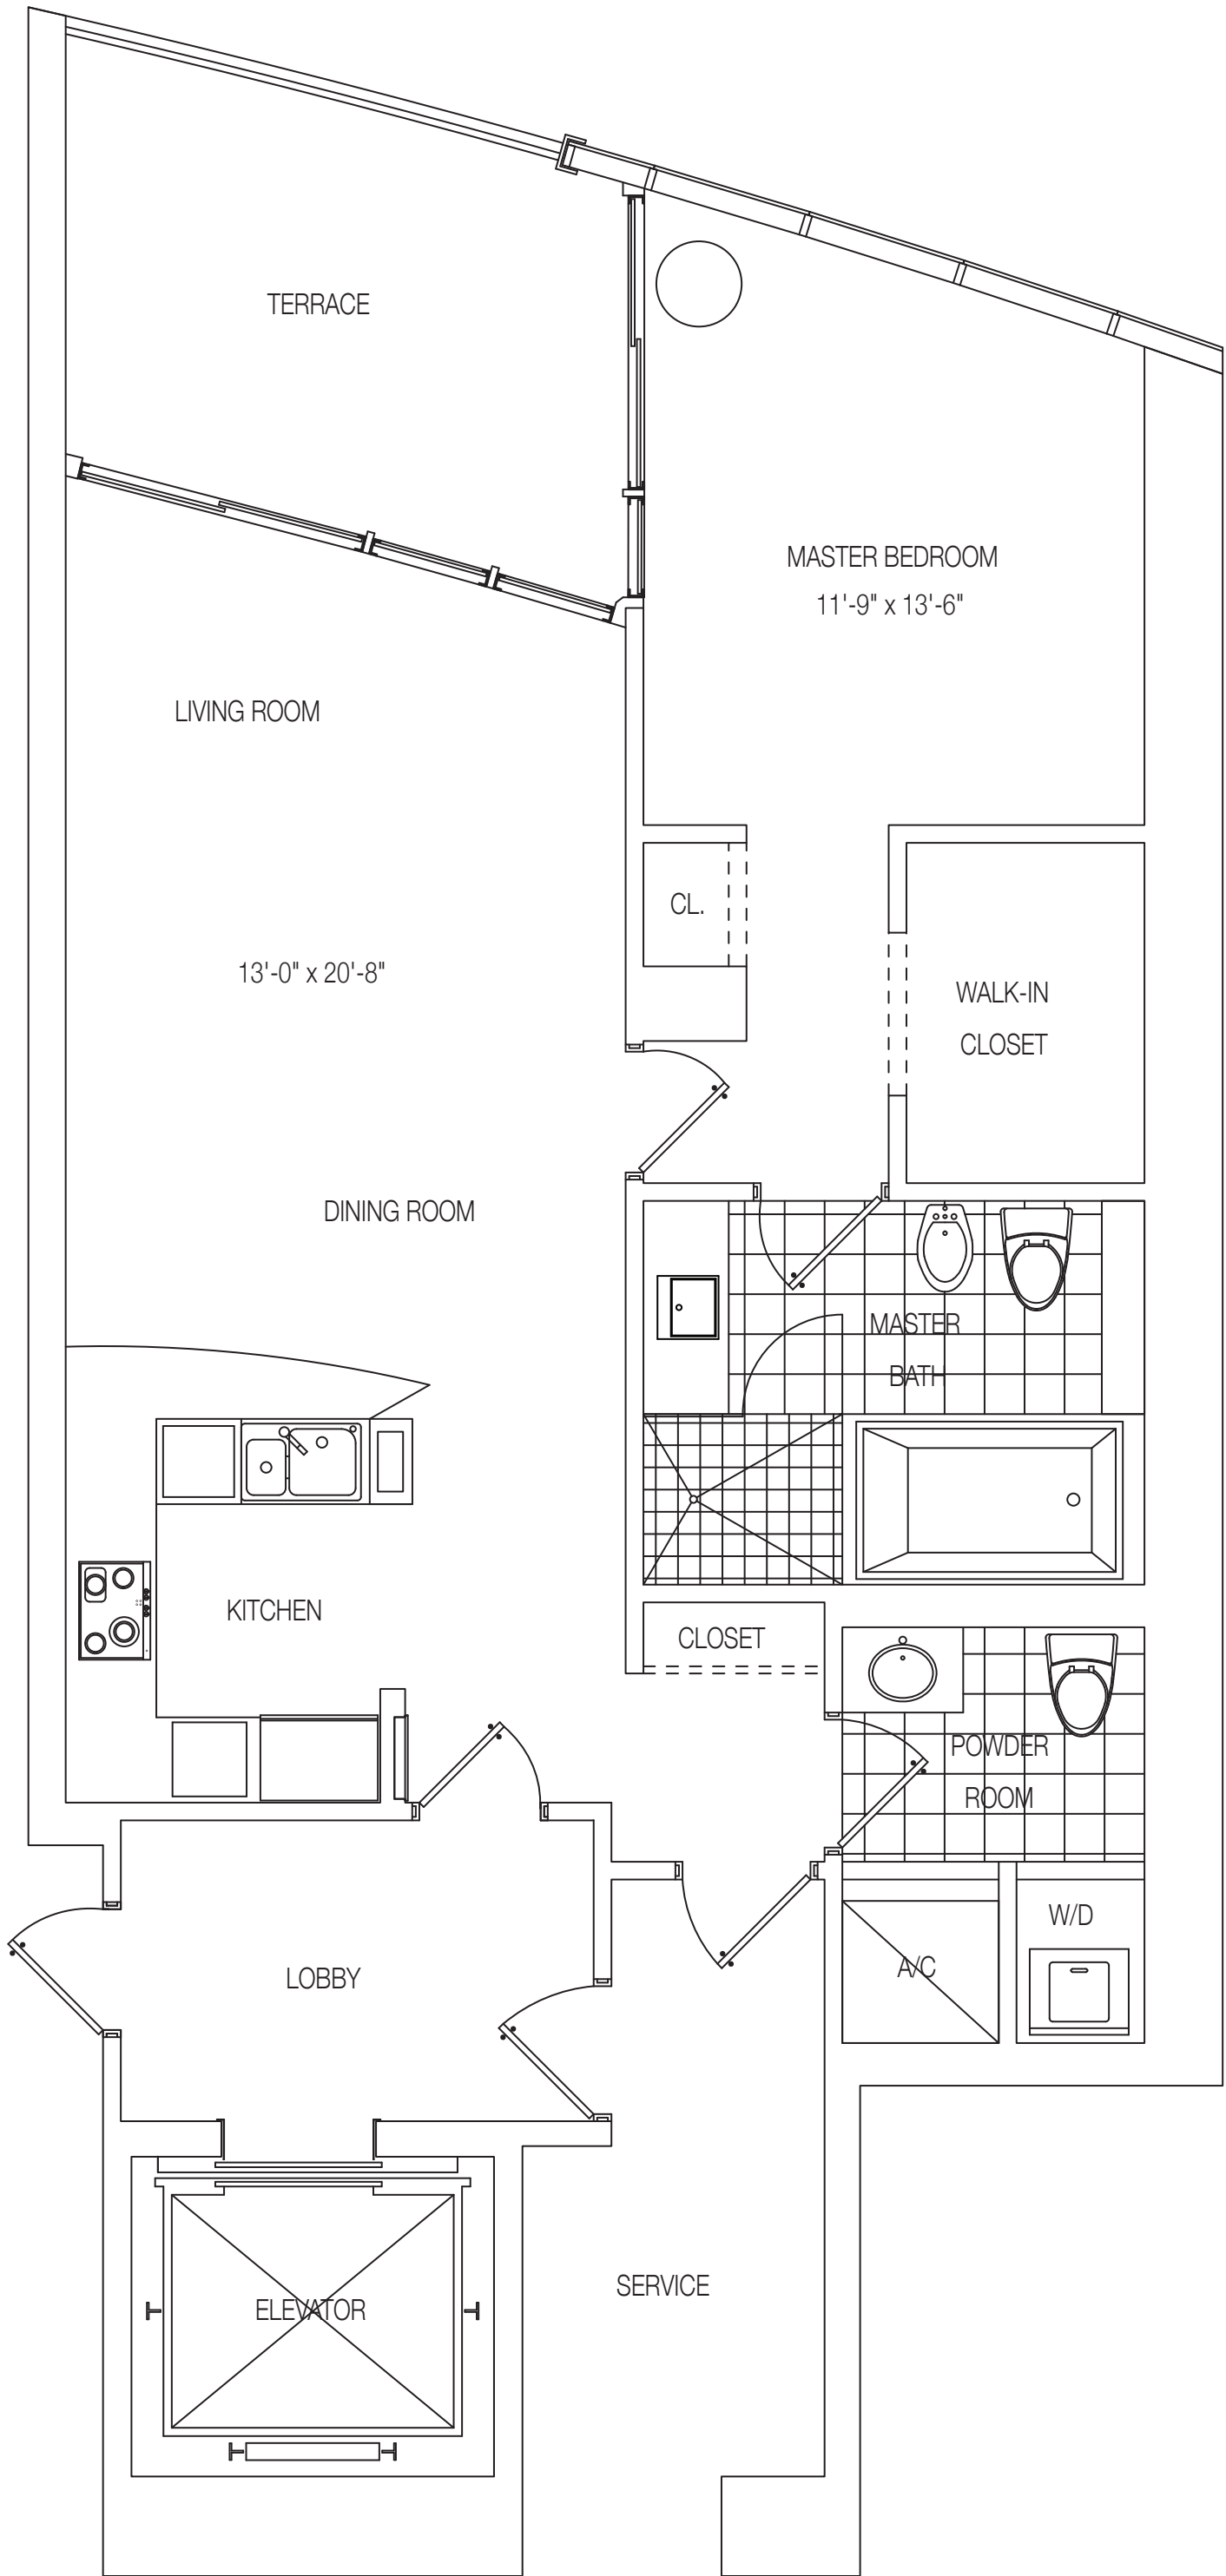 TERRACE
MASTER BEDROOM
11'-9" x 13'-6"
LIVING ROOM
CL.
13'-0" x 20'-8"
WALK-IN
CLOSET
DINING ROOM
MASTER
BATH
KITCHEN
CLOSET
POWDER
ROOM
W/D
A/C
LOBBY
SERVICE
ELEVATOR